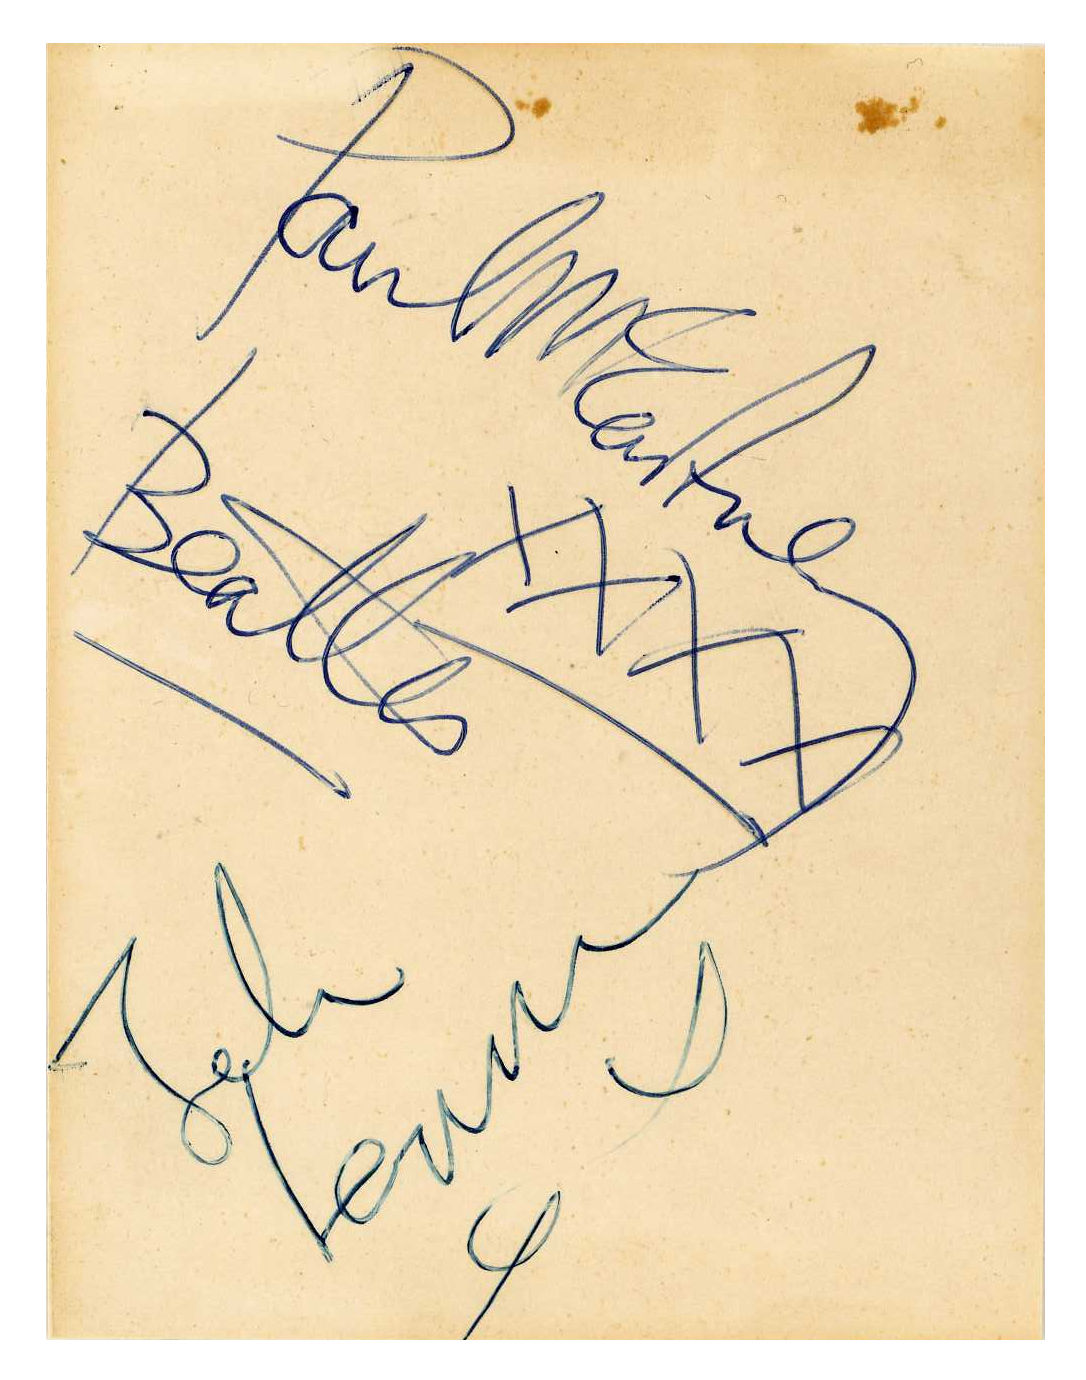 Paul McCartney
Beatles
XXXX
John
Lennon